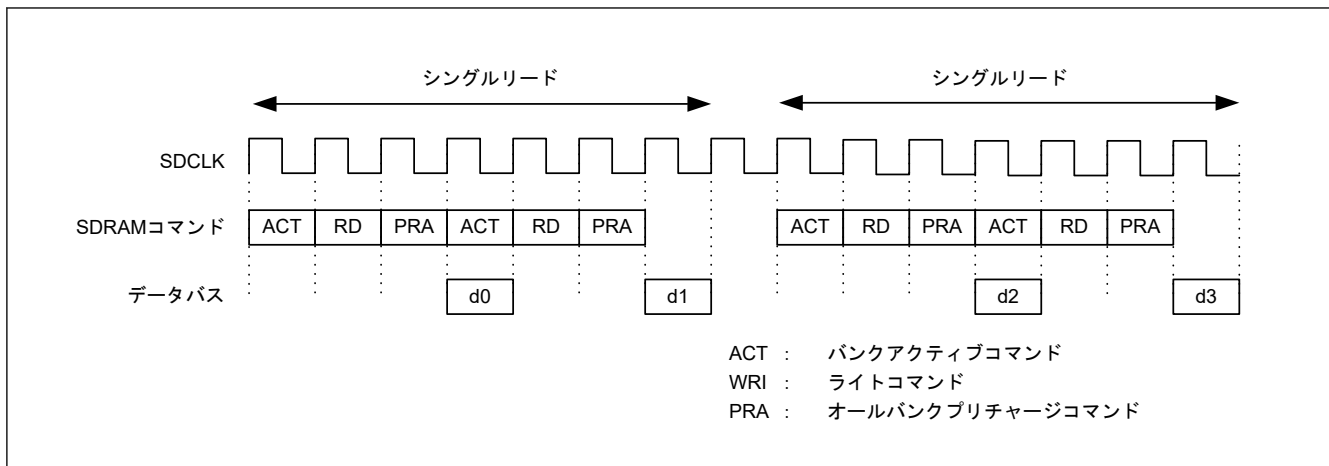 シングルリード シングルリード
SDCLK
SDRAMコマンド ACT RD PRA ACT RD PRA ACT RD PRA ACT RD PRA
データバス d0 d1 d2 d3
ACT : バンクアクティブコマンド
WRI : ライトコマンド
PRA : オールバンクプリチャージコマンド